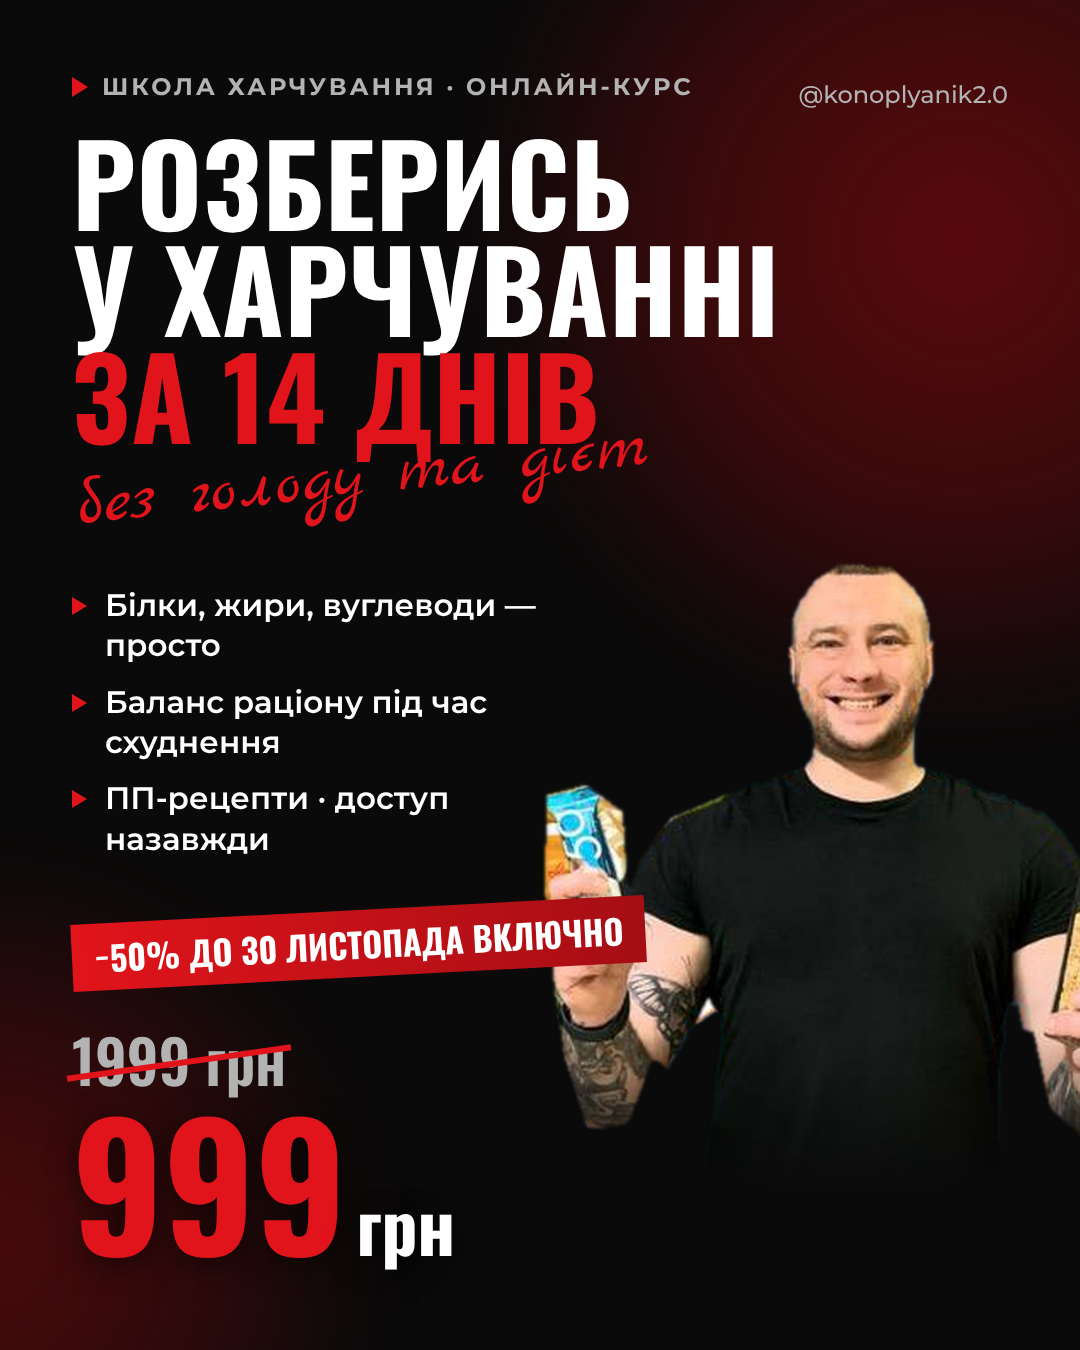 ШКОЛА ХАРЧУВАННЯ · ОНЛАЙН-КУРС
@konoplyanik2.0
РОЗБЕРИСЬ
У ХАРЧУВАННІ
ЗА 14 ДНІВ
без голоду та дієт
Білки, жири, вуглеводи —
просто
Баланс раціону під час
схуднення
ПП-рецепти · доступ
назавжди
-50% ДО 30 ЛИСТОПАДА ВКЛЮЧНО
1999 грн
999 грн